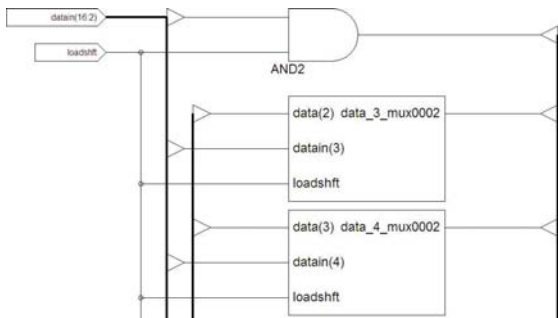 datain(16:2)
loadshft
AND2
data(2) data_3_mux0002
datain(3)
loadshft
data(3) data_4_mux0002
datain(4)
loadshft